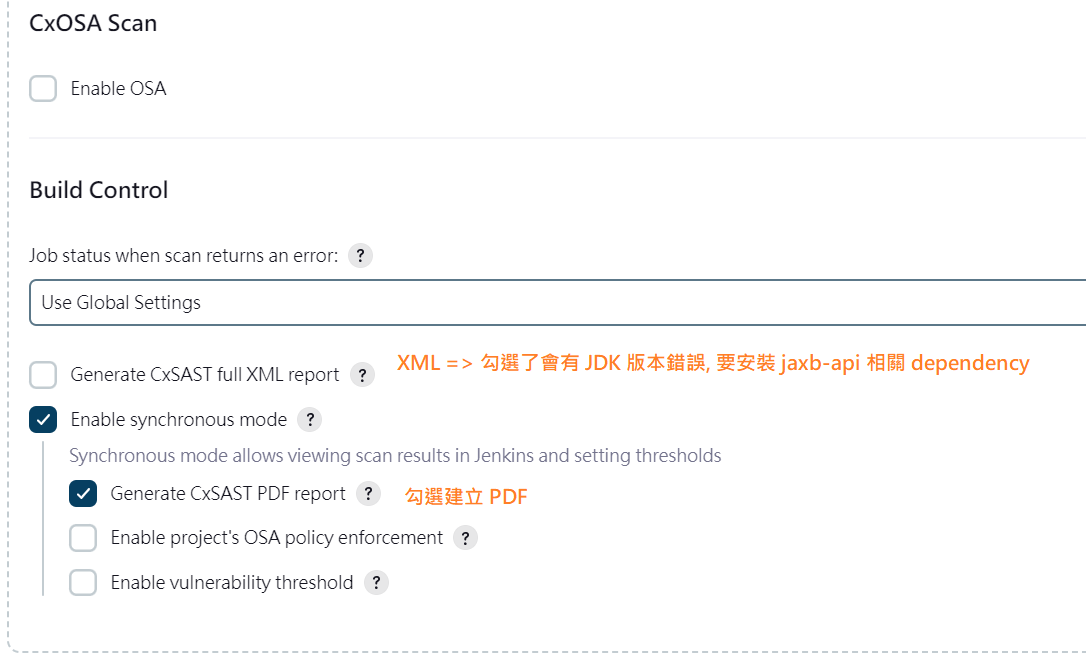 CxOSA Scan
Enable OSA
Build Control
Job status when scan returns an error: ?
Use Global Settings
Generate CxSAST full XML report ? XML => 勾選了會有 JDK 版本錯誤, 要安裝 jaxb-api 相關 dependency
Enable synchronous mode ?
Synchronous mode allows viewing scan results in Jenkins and setting thresholds
Generate CxSAST PDF report ? 勾選建立 PDF
Enable project's OSA policy enforcement ?
Enable vulnerability threshold ?